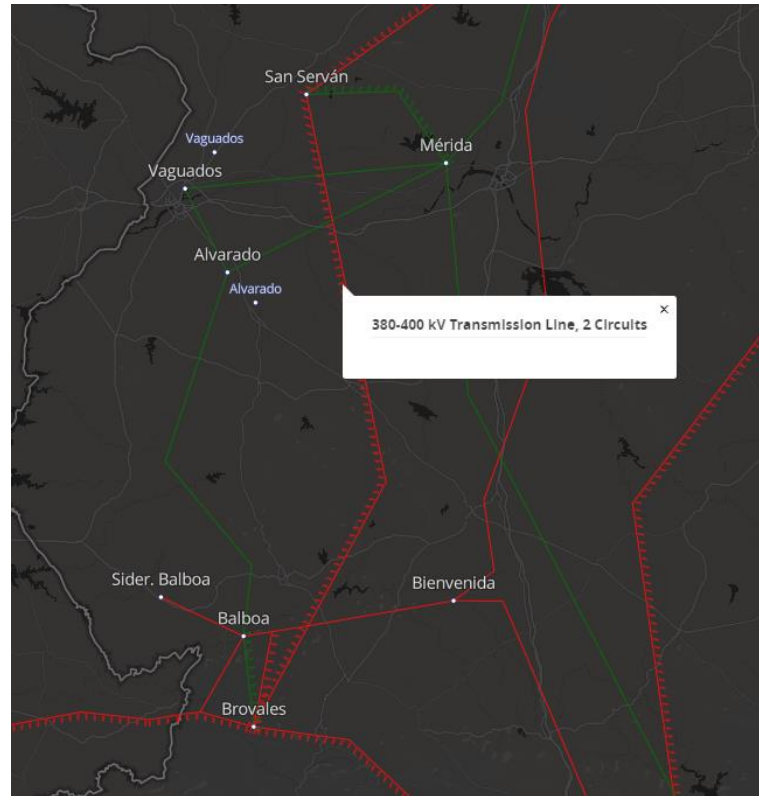 San Serván
Mérida
Vaguados
Vaguados
Alvarado
Alvarado
×
380-400 kV Transmission Line, 2 Circuits
Sider. Balboa
Bienvenida
Balboa
Brovales